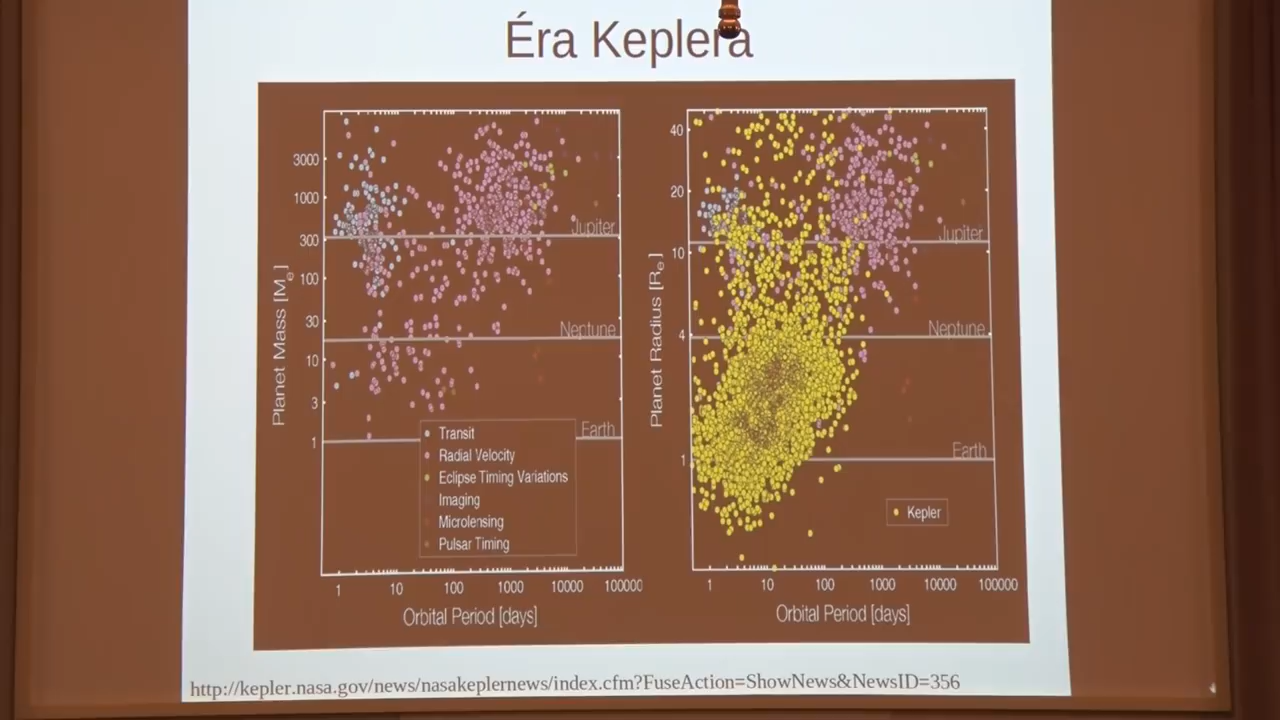 Éra Keplera
3000
1000
300
100
30
10
3
1
Planet Mass [Me]
Jupiter
Neptune
Earth
Transit
Radial Velocity
Eclipse Timing Variations
Imaging
Microlensing
Pulsar Timing
1 10 100 1000 10000 100000
Orbital Period [days]
40
20
10
4
1
Planet Radius [Re]
Jupiter
Neptune
Earth
Kepler
1 10 100 1000 10000 100000
Orbital Period [days]
http://kepler.nasa.gov/news/nasakeplernews/index.cfm?FuseAction=ShowNews&NewsID=356